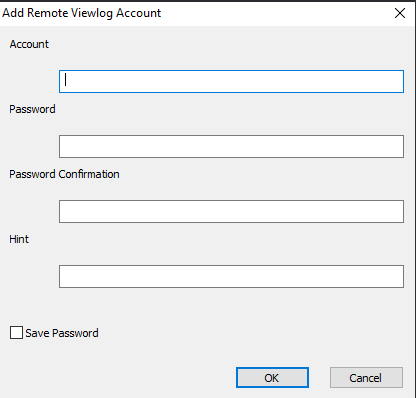 Add Remote Viewlog Account
Account
Password
Password Confirmation
Hint
Save Password
OK Cancel